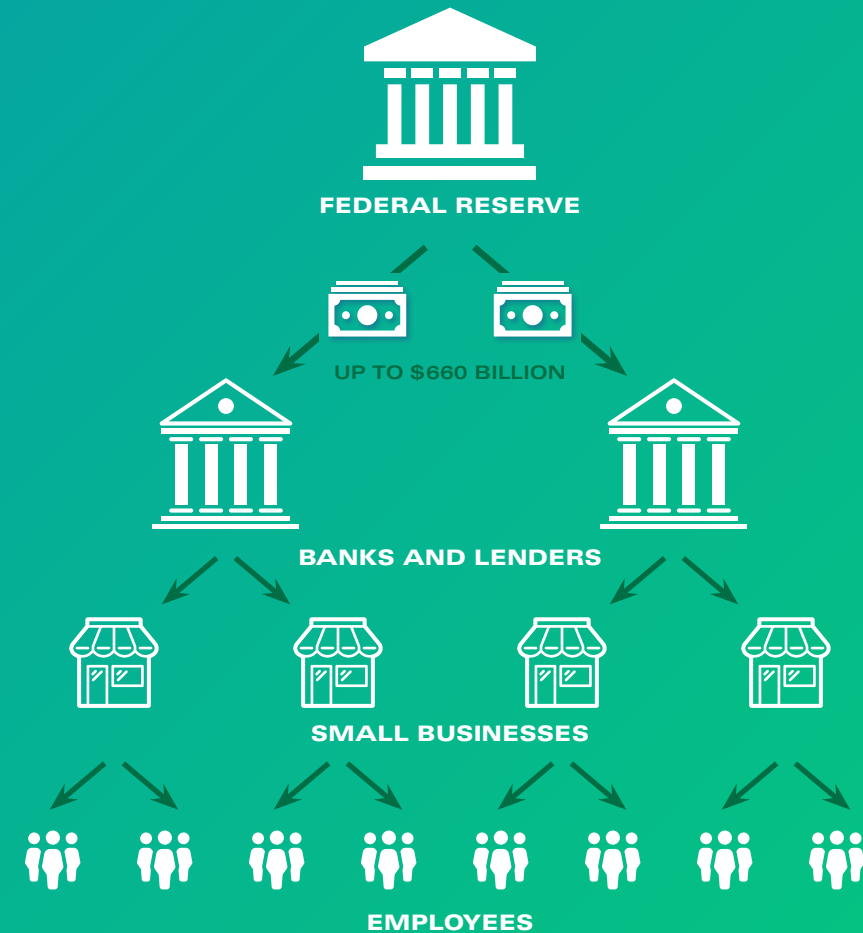 FEDERAL RESERVE
UP TO $660 BILLION
BANKS AND LENDERS
SMALL BUSINESSES
EMPLOYEES